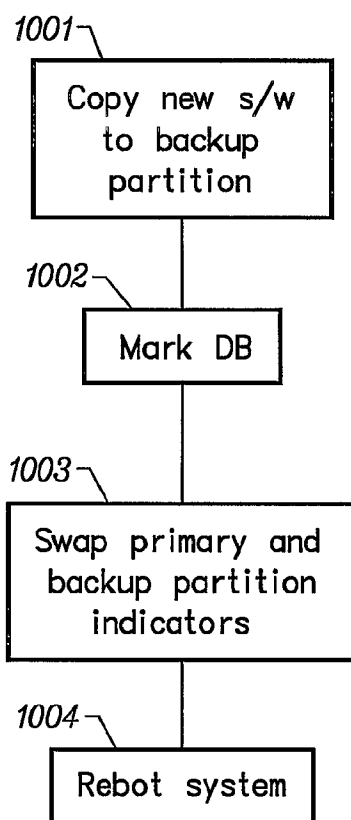 1001
Copy new s/w
to backup
partition
1002
Mark DB
1003
Swap primary and
backup partition
indicators
1004
Rebot system